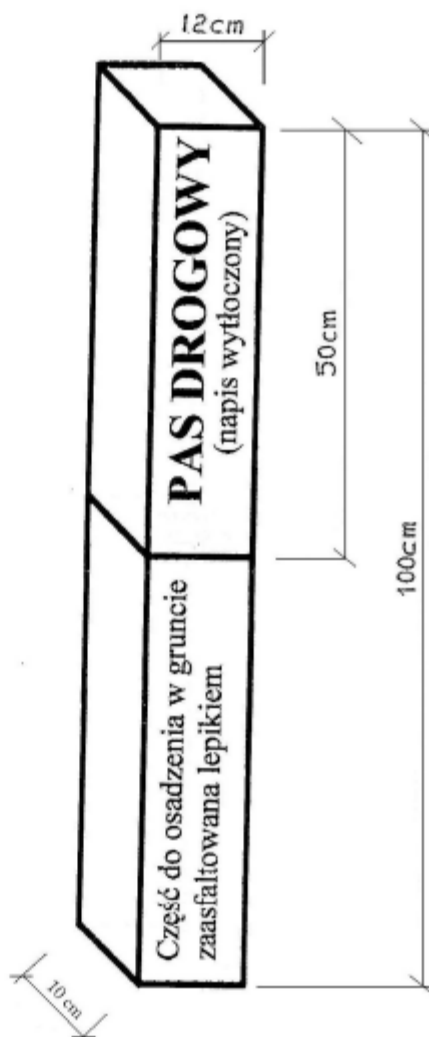 12cm
PAS DROGOWY
(napis wytłoczony)
50cm
100cm
Część do osadzenia w gruncie
zaasfaltowana lepikiem
10 cm